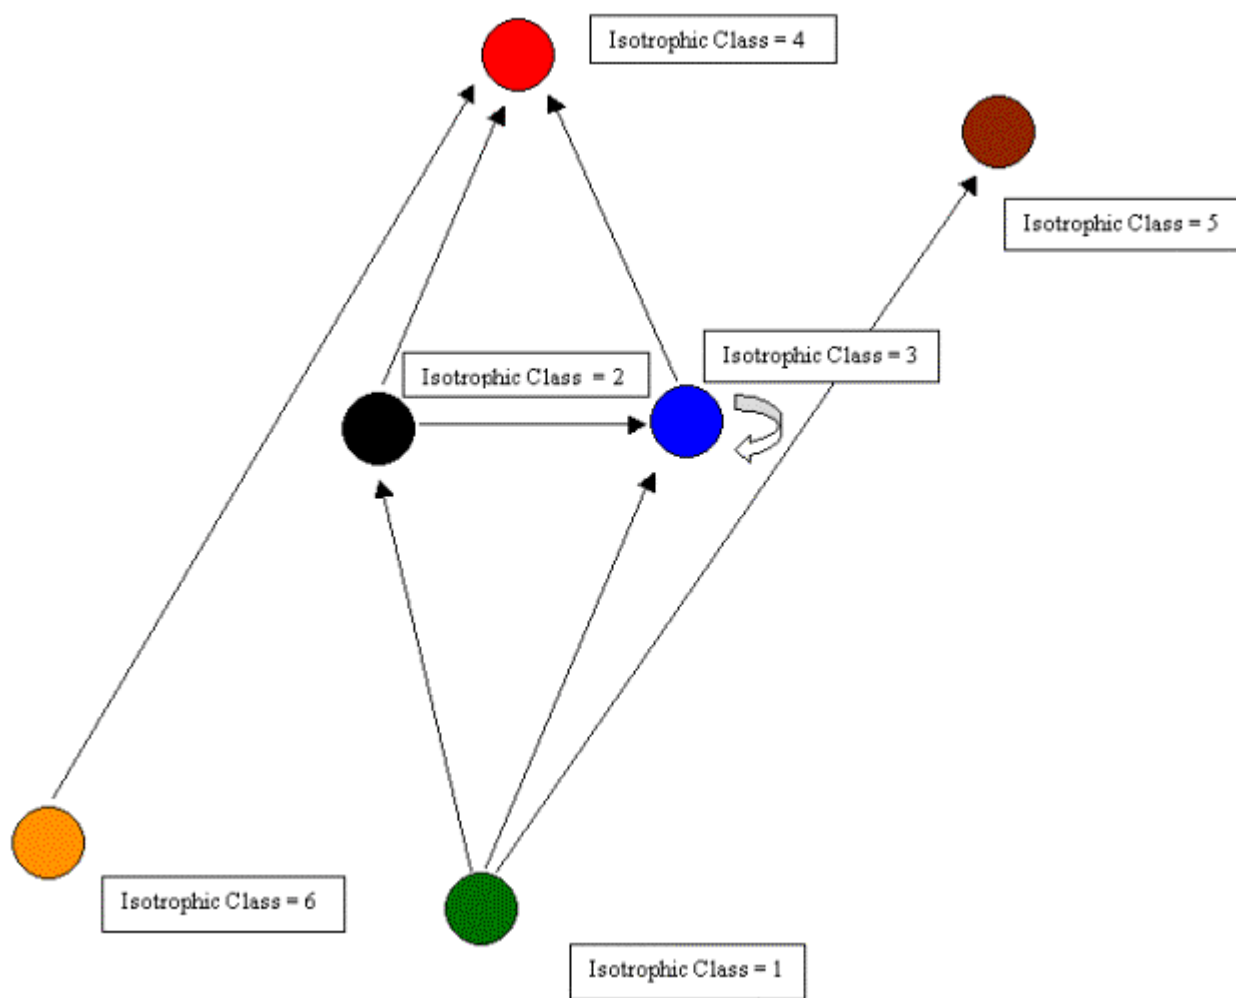 Isotrophic Class = 4
Isotrophic Class = 5
Isotrophic Class = 3
Isotrophic Class = 2
Isotrophic Class = 6
Isotrophic Class = 1